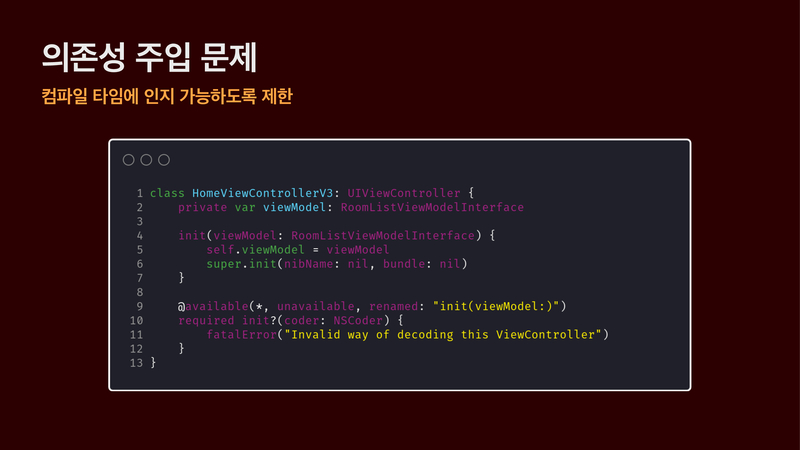 의존성 주입 문제
컴파일 타임에 인지 가능하도록 제한
1 class HomeViewControllerV3: UIViewController {
2     private var viewModel: RoomListViewModelInterface
3
4     init(viewModel: RoomListViewModelInterface) {
5         self.viewModel = viewModel
6         super.init(nibName: nil, bundle: nil)
7     }
8
9     @available(*, unavailable, renamed: "init(viewModel:)")
10     required init?(coder: NSCoder) {
11         fatalError("Invalid way of decoding this ViewController")
12     }
13 }